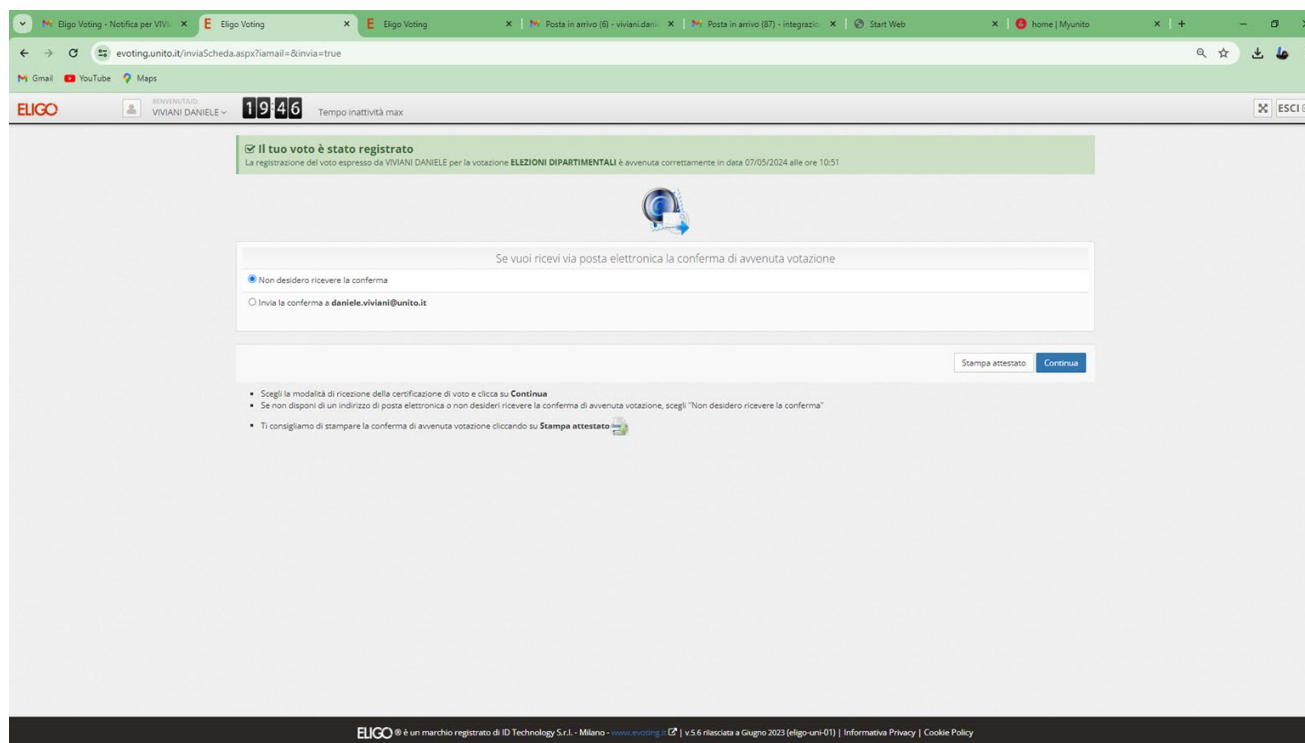 Eligo Voting - Notifica per VIVI
Eligo Voting
Eligo Voting
Posta in arrivo (6) - viviani.dani
Posta in arrivo (87) - integrazio
Start Web
home | Myunito
evoting.unito.it/inviaScheda.aspx?iamail=&invia=true
Gmail YouTube Maps
ELIGO
BENVENUTA/O:
VIVIANI DANIELE
19 46
Tempo inattività max
ESCI
Il tuo voto è stato registrato
La registrazione del voto espresso da VIVIANI DANIELE per la votazione ELEZIONI DIPARTIMENTALI è avvenuta correttamente in data 07/05/2024 alle ore 10:51
Se vuoi ricevi via posta elettronica la conferma di avvenuta votazione
Non desidero ricevere la conferma
Invia la conferma a daniele.viviani@unito.it
Stampa attestato Continua
Scegli la modalità di ricezione della certificazione di voto e clicca su Continua
Se non disponi di un indirizzo di posta elettronica o non desideri ricevere la conferma di avvenuta votazione, scegli "Non desidero ricevere la conferma"
Ti consigliamo di stampare la conferma di avvenuta votazione cliccando su Stampa attestato
ELIGO ® è un marchio registrato di ID Technology S.r.l. - Milano - www.evoting.it | v.5.6 rilasciata a Giugno 2023 (eligo-uni-01) | Informativa Privacy | Cookie Policy